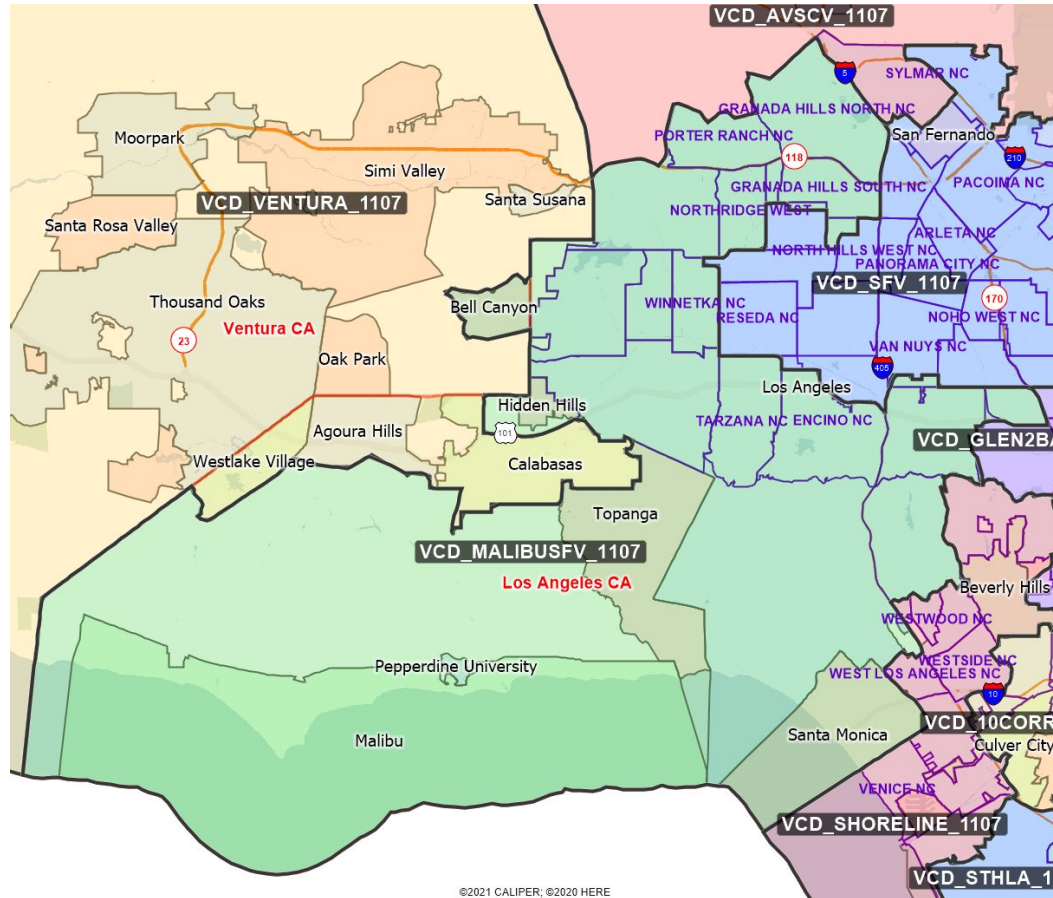 VCD_AVSCV_1107
5
SYLMAR NC
GRANADA HILLS NORTH NC
Moorpark
PORTER RANCH NC
San Fernando
118
210
Simi Valley
PACOIMA NC
GRANADA HILLS SOUTH NC
Santa Susana
VCD_VENTURA_1107
NORTHRIDGE WEST
Santa Rosa Valley
ARLETA NC
NORTH HILLS WEST NC
PANORAMA CITY NC
VCD_SFV_1107
Thousand Oaks
170
Bell Canyon
WINNETKA NC
RESEDA NC
NOHO WEST NC
Ventura CA
23
VAN NUYS NC
Oak Park
405
Los Angeles
Hidden Hills
TARZANA NC
ENCINO NC
Agoura Hills
101
VCD_GLEN2BA
Westlake Village
Calabasas
Topanga
VCD_MALIBUSFV_1107
Los Angeles CA
Beverly Hills
WESTWOOD NC
WESTSIDE NC
Pepperdine University
WEST LOS ANGELES NC
10
VCD_10CORR
Santa Monica
Malibu
Culver City
VENICE NC
VCD_SHORELINE_1107
VCD_STHLA_1
©2021 CALIPER; ©2020 HERE